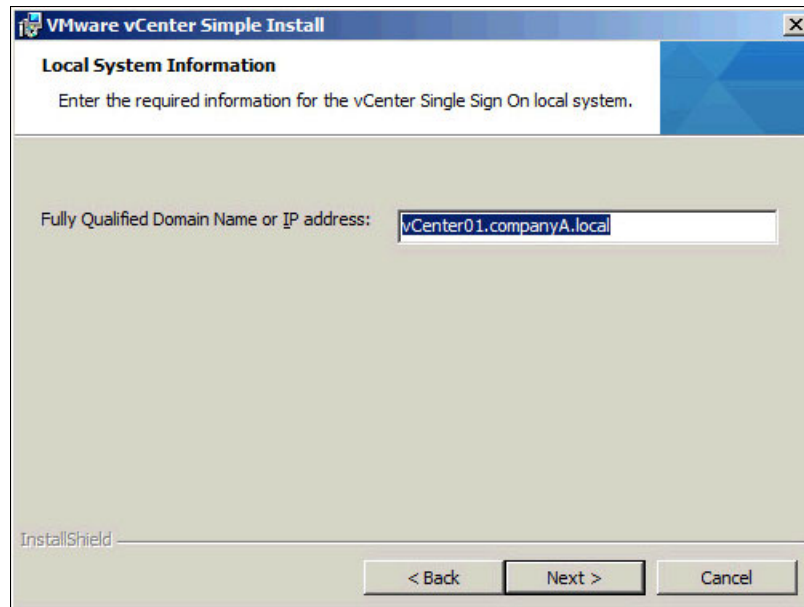 VMware vCenter Simple Install
Local System Information
Enter the required information for the vCenter Single Sign On local system.
Fully Qualified Domain Name or IP address: vCenter01.companyA.local
InstallShield
< Back Next > Cancel